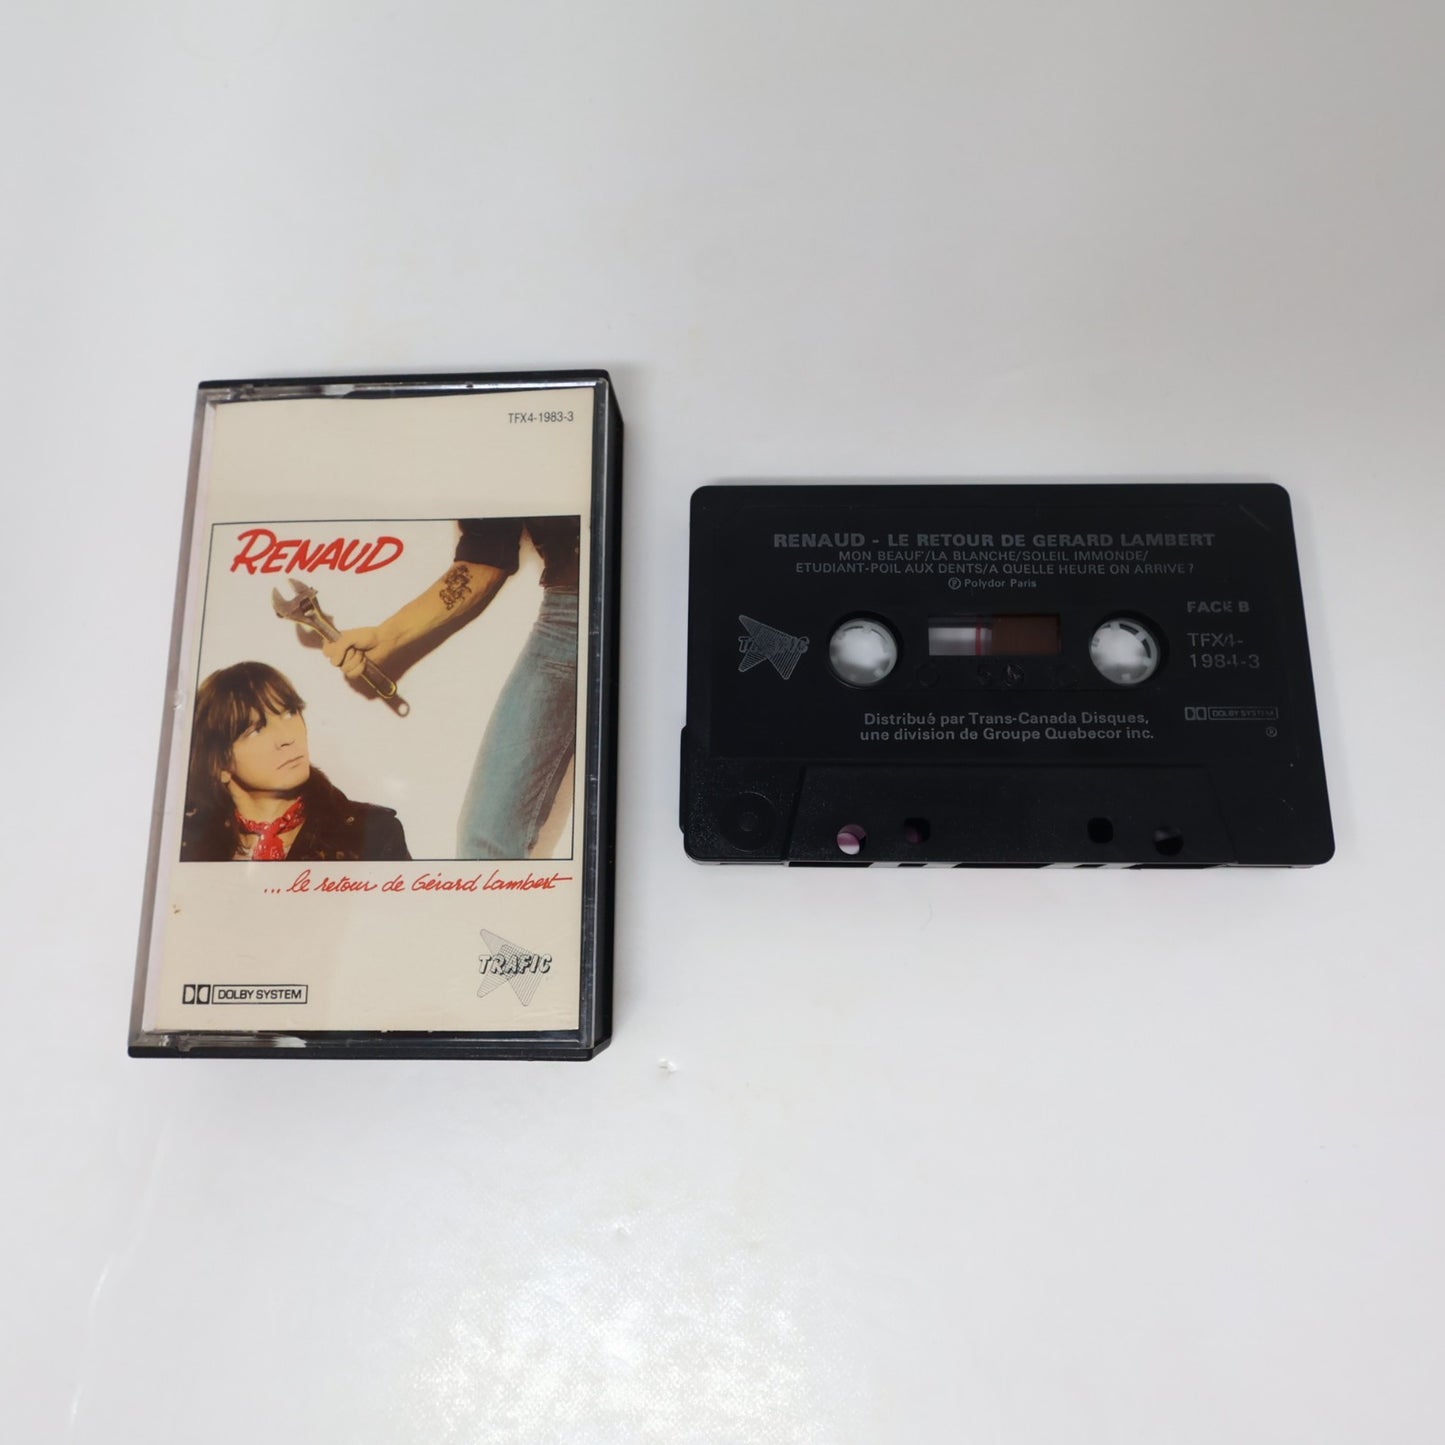 TFX4-1983-3
RENAUD
...le retour de Gérard Lambert
TRAFIC
DOLBY SYSTEM
RENAUD - LE RETOUR DE GERARD LAMBERT
MON BEAUF'/LA BLANCHE/SOLEIL IMMONDE/
ETUDIANT-POIL AUX DENTS/A QUELLE HEURE ON ARRIVE?
Ⓟ Polydor Paris
FACE B
TRAFIC
TFX4-
1984-3
DOLBY SYSTEM
Distribué par Trans-Canada Disques,
une division de Groupe Quebecor inc.